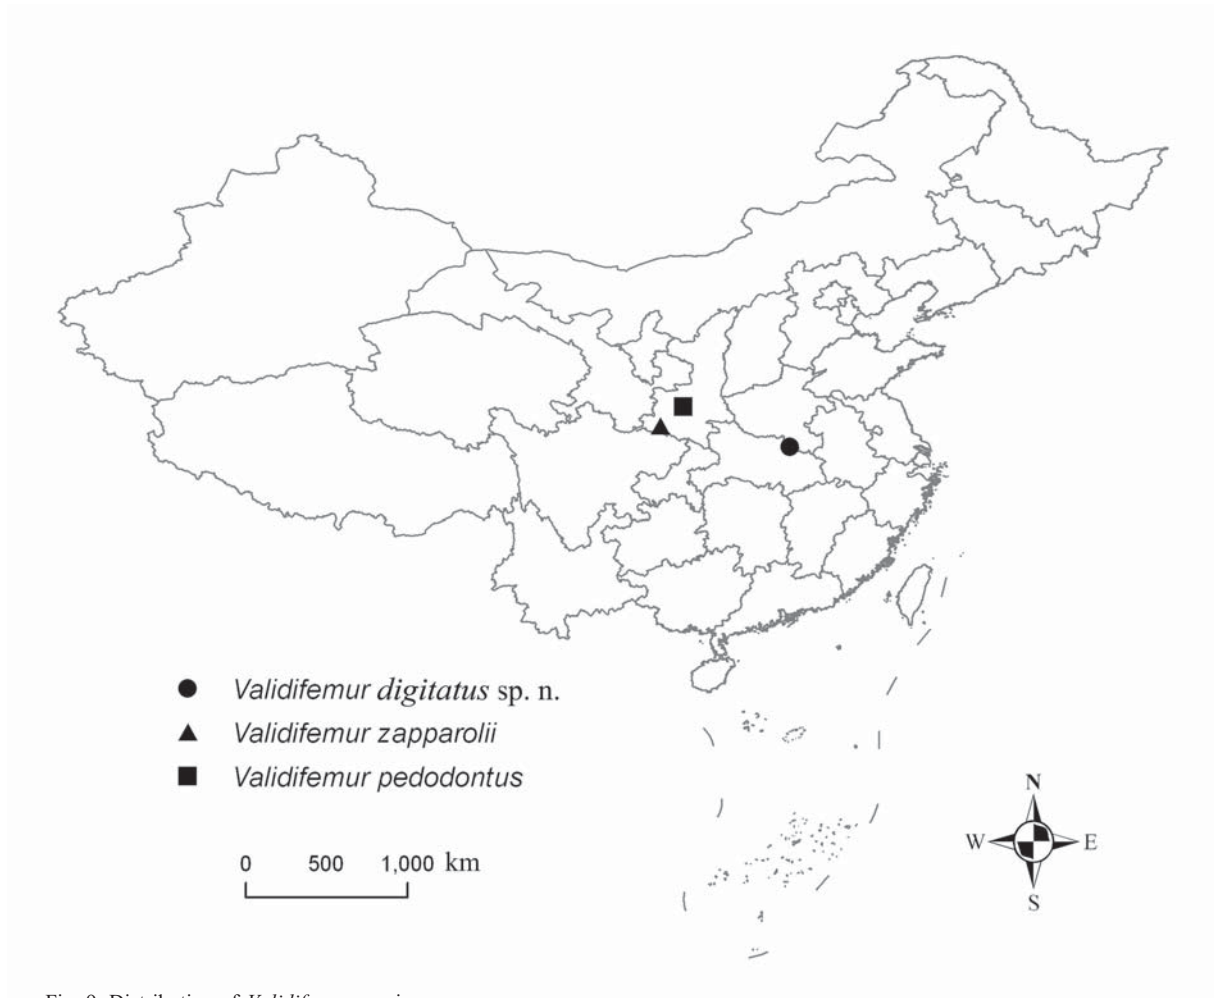 Validifemur digitatus sp. n.
Validifemur zapparolii
Validifemur pedodontus
0 500 1,000 km
N
W E
S